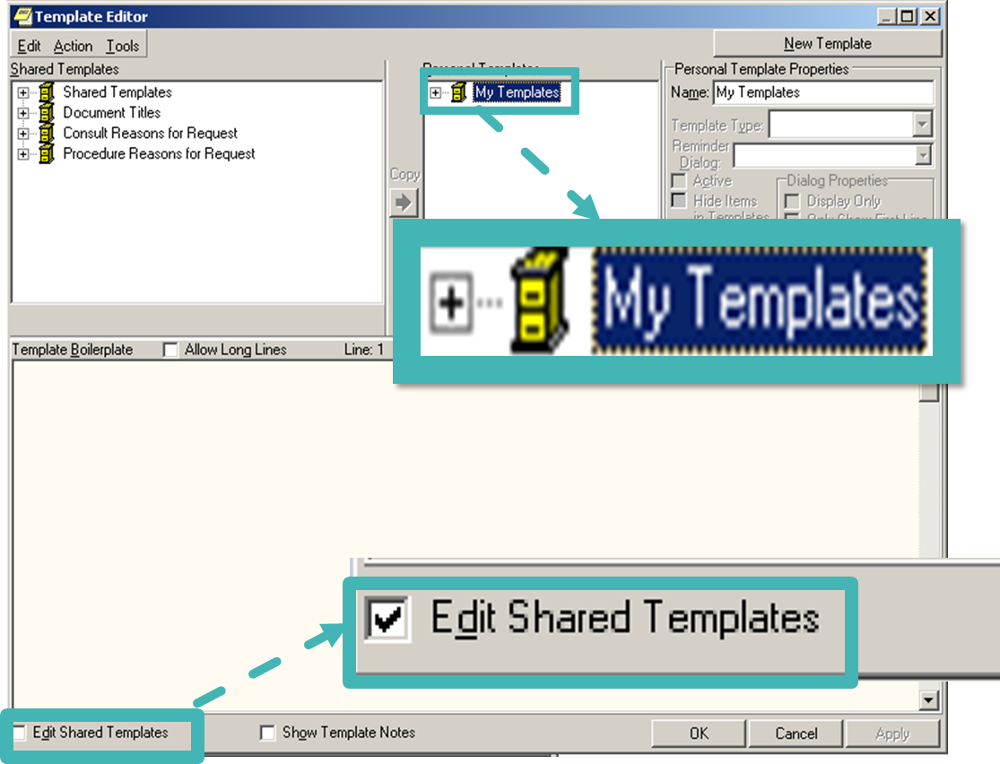 Template Editor
Edit Action Tools
New Template
Shared Templates
Shared Templates
Document Titles
Consult Reasons for Request
Procedure Reasons for Request
Copy
Personal Templates
My Templates
Personal Template Properties
Name: My Templates
Template Type:
Reminder
Dialog:
Active
Hide Items
in Templates
Dialog Properties
Display Only
Only Show First Line
My Templates
Template Boilerplate Allow Long Lines Line: 1
Edit Shared Templates
Edit Shared Templates Show Template Notes OK Cancel Apply